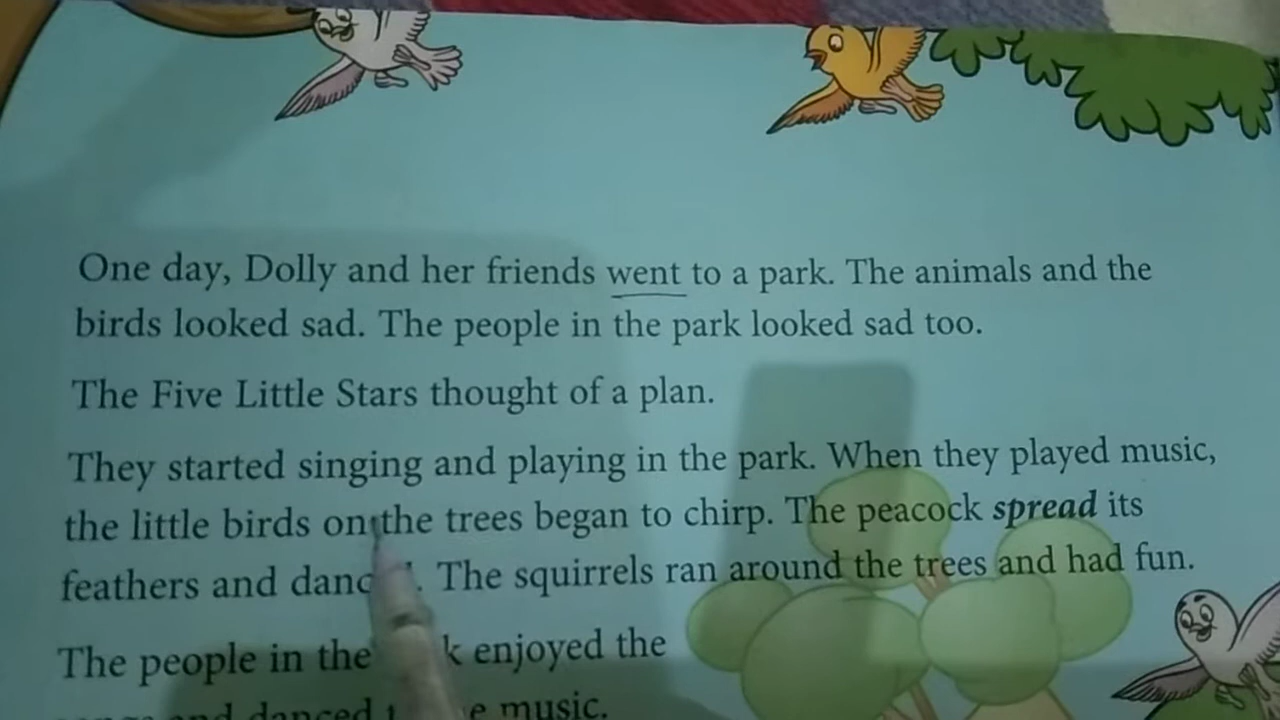 One day, Dolly and her friends went to a park. The animals and the
birds looked sad. The people in the park looked sad too.
The Five Little Stars thought of a plan.
They started singing and playing in the park. When they played music,
the little birds on the trees began to chirp. The peacock spread its
feathers and . The squirrels ran around the trees and had fun.
The people in the enjoyed the
and danced music.